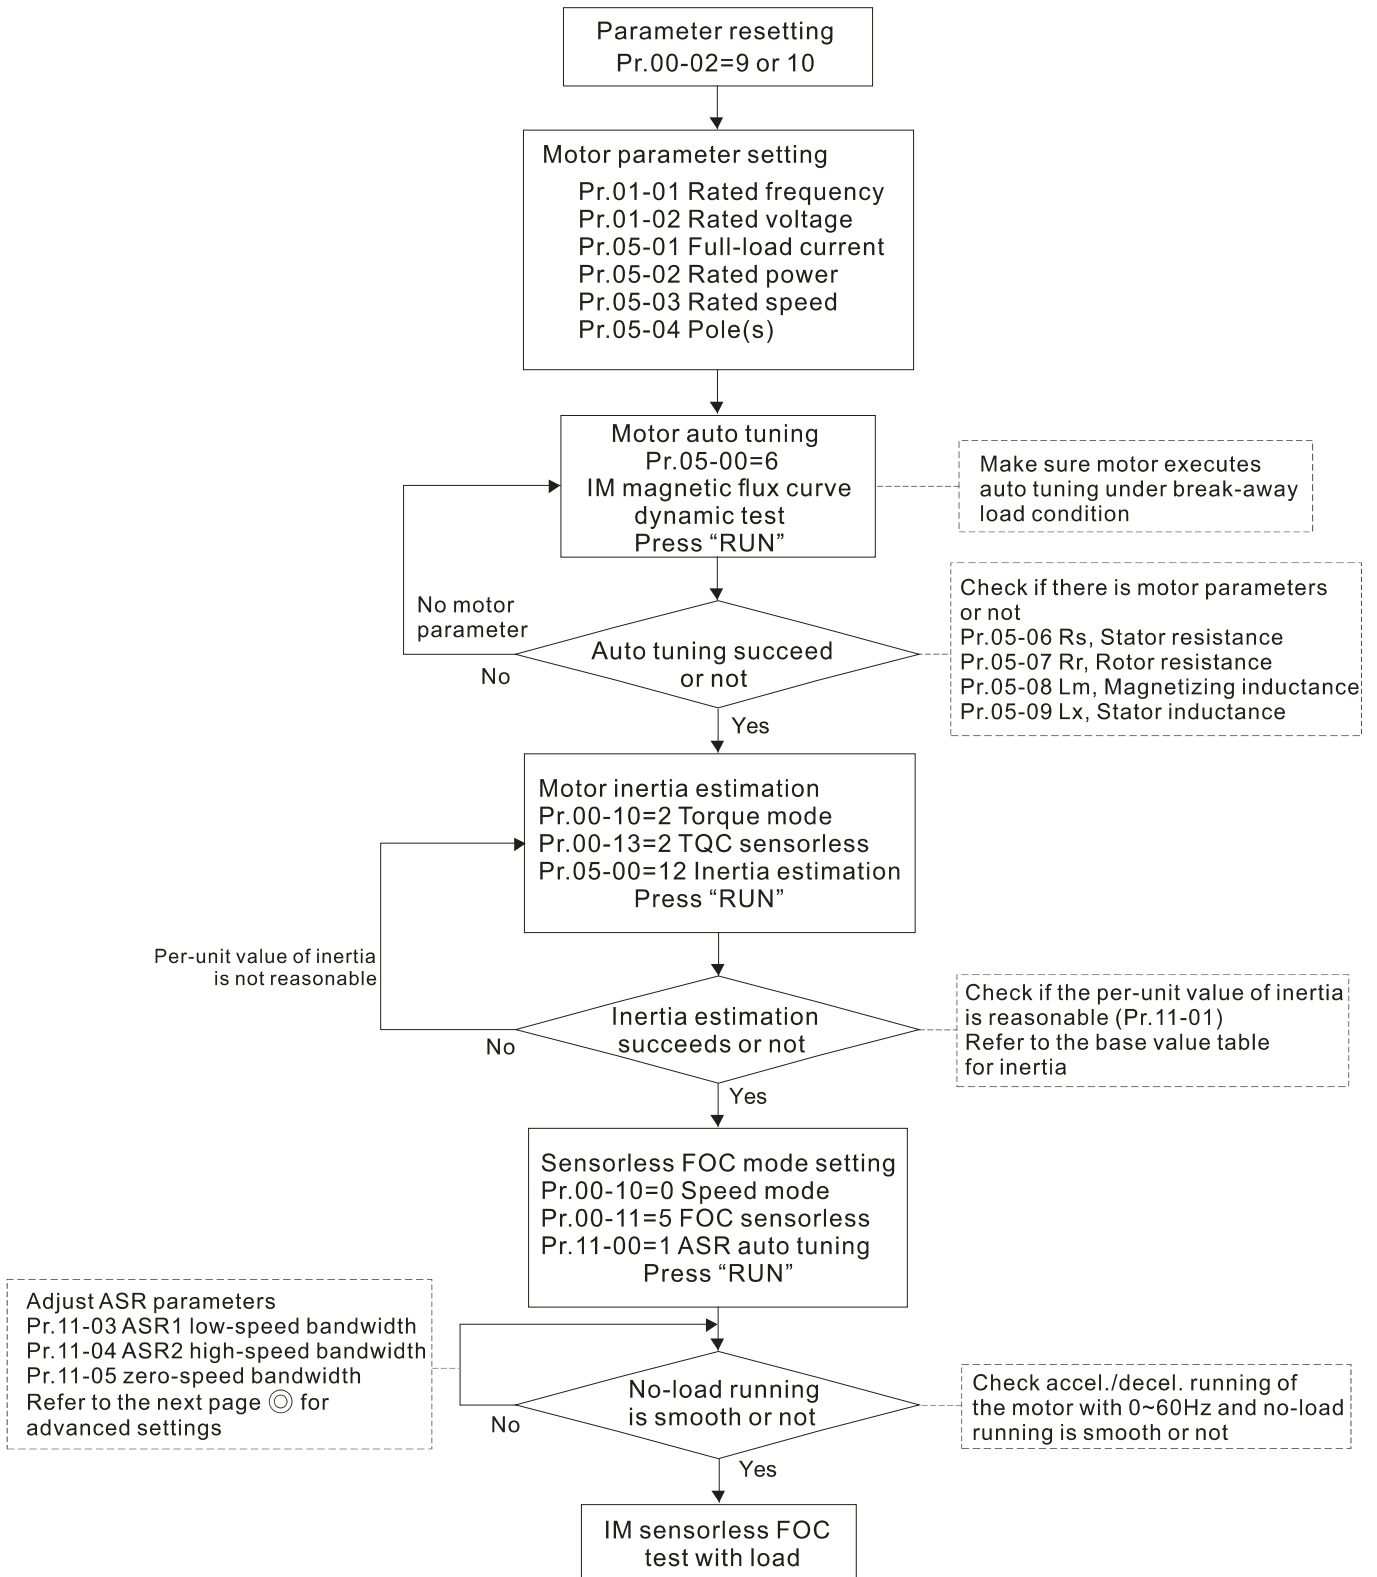 Parameter resetting
Pr.00-02=9 or 10
Motor parameter setting
Pr.01-01 Rated frequency
Pr.01-02 Rated voltage
Pr.05-01 Full-load current
Pr.05-02 Rated power
Pr.05-03 Rated speed
Pr.05-04 Pole(s)
Motor auto tuning
Pr.05-00=6
IM magnetic flux curve
dynamic test
Press “RUN”
Make sure motor executes
auto tuning under break-away
load condition
No motor
parameter
No
Auto tuning succeed
or not
Check if there is motor parameters
or not
Pr.05-06 Rs, Stator resistance
Pr.05-07 Rr, Rotor resistance
Pr.05-08 Lm, Magnetizing inductance
Pr.05-09 Lx, Stator inductance
Yes
Motor inertia estimation
Pr.00-10=2 Torque mode
Pr.00-13=2 TQC sensorless
Pr.05-00=12 Inertia estimation
Press “RUN”
Per-unit value of inertia
is not reasonable
No
Inertia estimation
succeeds or not
Check if the per-unit value of inertia
is reasonable (Pr.11-01)
Refer to the base value table
for inertia
Yes
Sensorless FOC mode setting
Pr.00-10=0 Speed mode
Pr.00-11=5 FOC sensorless
Pr.11-00=1 ASR auto tuning
Press “RUN”
Adjust ASR parameters
Pr.11-03 ASR1 low-speed bandwidth
Pr.11-04 ASR2 high-speed bandwidth
Pr.11-05 zero-speed bandwidth
Refer to the next page ◎ for
advanced settings
No
No-load running
is smooth or not
Check accel./decel. running of
the motor with 0~60Hz and no-load
running is smooth or not
Yes
IM sensorless FOC
test with load